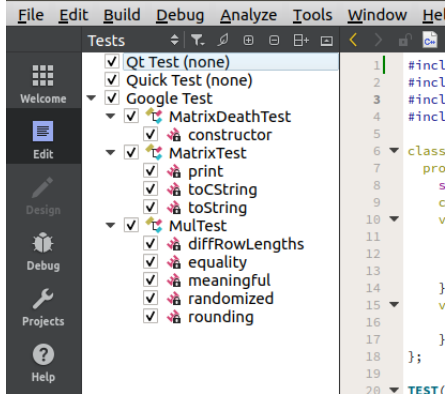 File Edit Build Debug Analyze Tools Window
Tests
Qt Test (none)
Quick Test (none)
Google Test
MatrixDeathTest
constructor
MatrixTest
print
toCString
toString
MulTest
diffRowLengths
equality
meaningful
randomized
rounding
Welcome
Edit
Design
Debug
Projects
Help
1 #incl
2 #incl
3 #incl
4 #incl
5
6 class
7 pro
8 s
9 c
10 v
11
12
13
14 }
15 v
16
17 }
18 };
19
20 TEST(